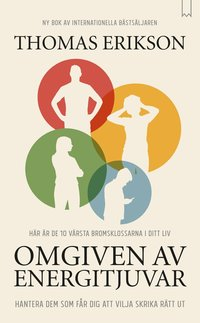 NY BOK AV INTERNATIONELLA BÄSTSÄLJAREN
THOMAS ERIKSON
HÄR ÄR DE 10 VÄRSTA BROMSKLOSSARNA I DITT LIV
OMGIVEN AV
ENERGITJUVAR
HANTERA DEM SOM FÅR DIG ATT VILJA SKRIKA RÄTT UT